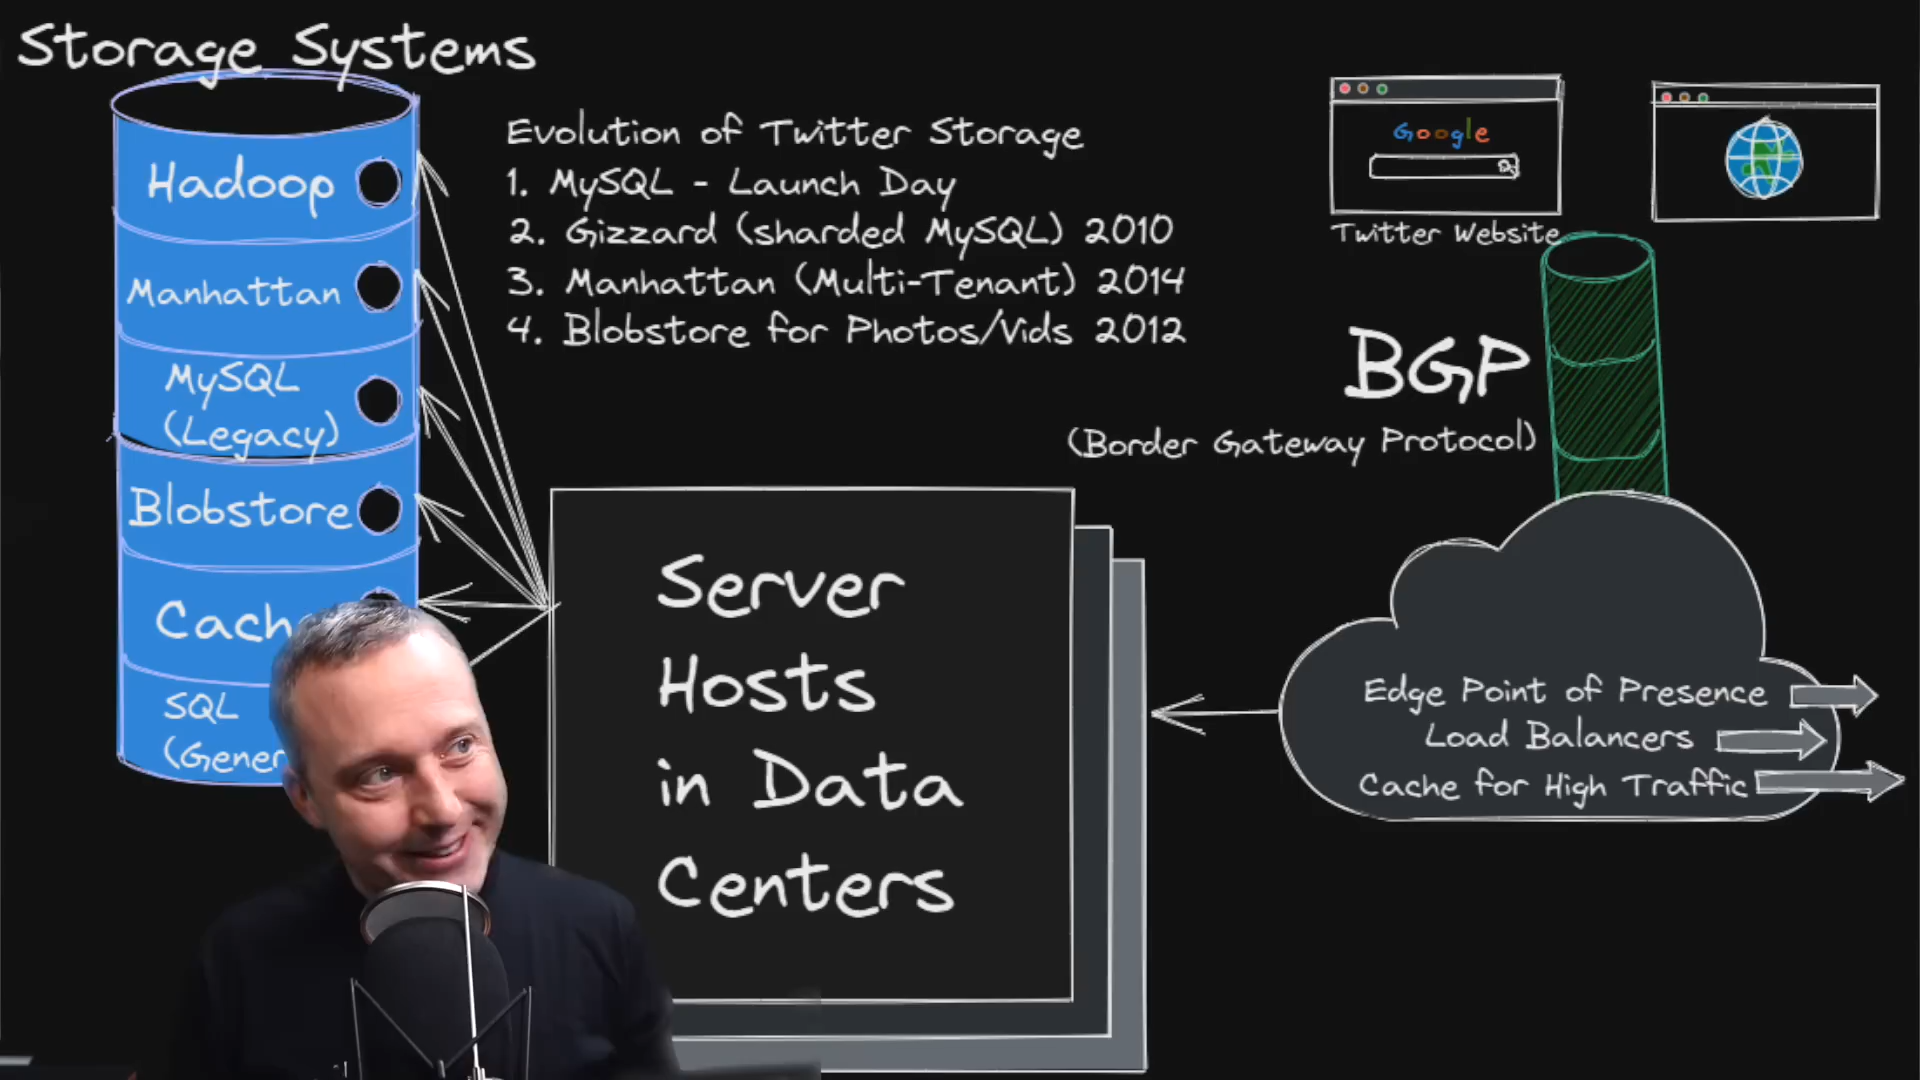 Storage Systems
Hadoop
Manhattan
MySQL
(Legacy)
Blobstore
SQL
Evolution of Twitter Storage
1. MySQL - Launch Day
2. Gizzard (sharded MySQL) 2010
3. Manhattan (Multi-Tenant) 2014
4. Blobstore for Photos/Vids 2012
Server
Hosts
in Data
Centers
Google
Twitter Website
BGP
(Border Gateway Protocol)
Edge Point of Presence
Load Balancers
Cache for High Traffic